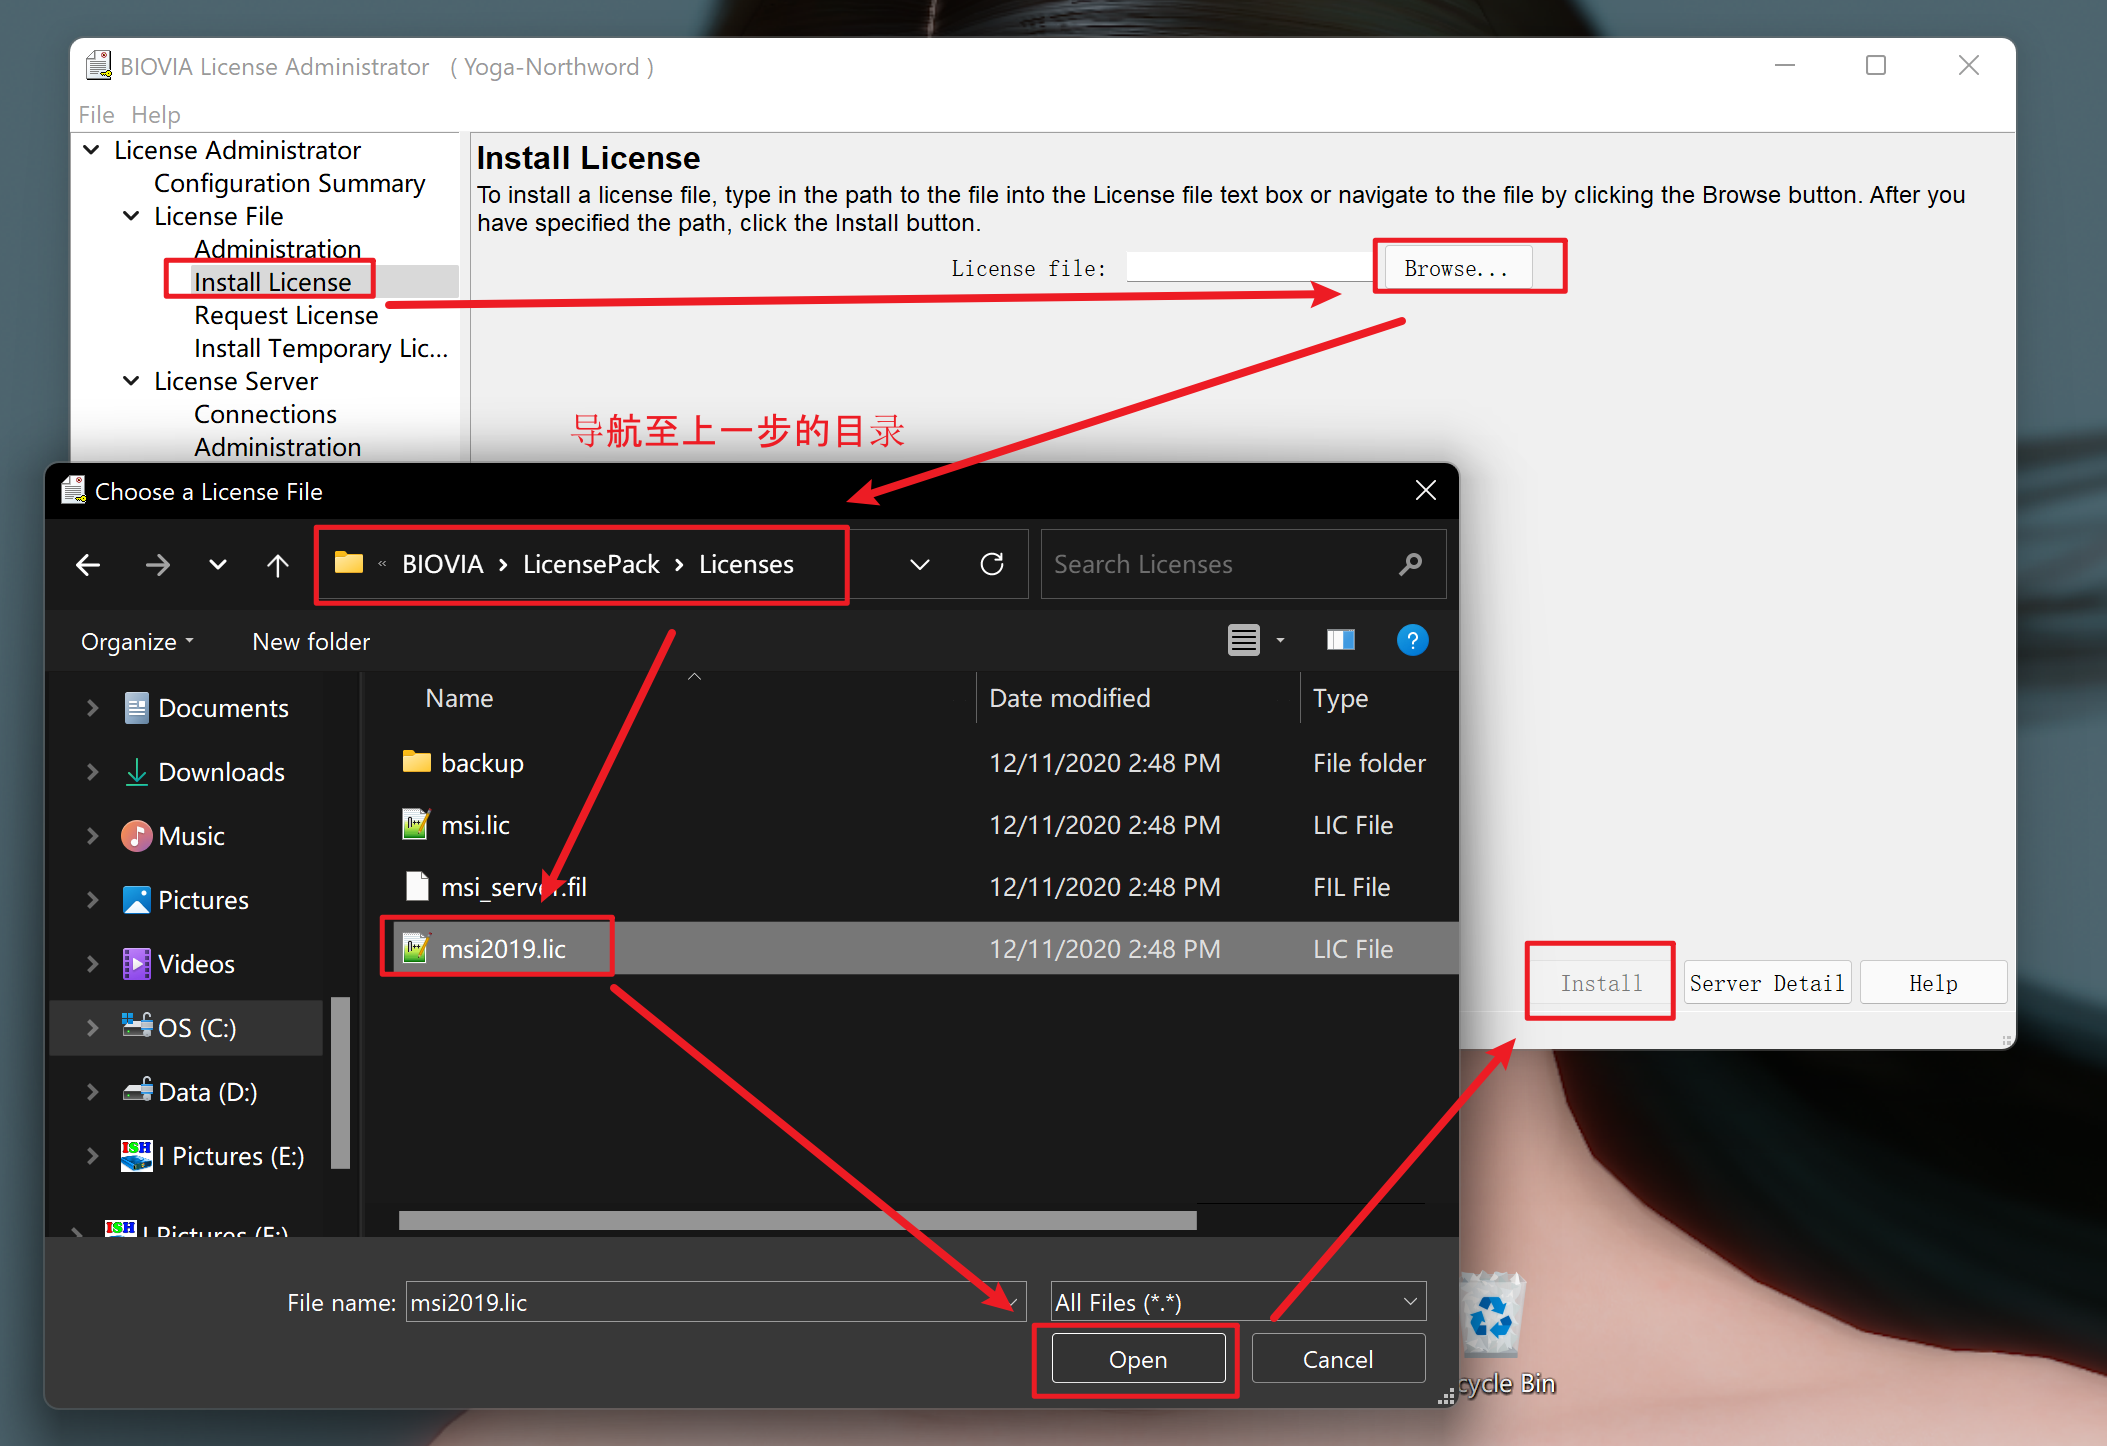 BIOVIA License Administrator ( Yoga-Northword )
File Help
License Administrator
Configuration Summary
License File
Administration
Install License
Request License
Install Temporary Lic...
License Server
Connections
Administration
Install License
To install a license file, type in the path to the file into the License file text box or navigate to the file by clicking the Browse button. After you
have specified the path, click the Install button.
License file:
Browse...
导航至上一步的目录
Choose a License File
« BIOVIA › LicensePack › Licenses
Search Licenses
Organize
New folder
Documents
Downloads
Music
Pictures
Videos
OS (C:)
Data (D:)
I Pictures (E:)
I Pictures (F:)
Name Date modified Type
backup 12/11/2020 2:48 PM File folder
msi.lic 12/11/2020 2:48 PM LIC File
msi_server.fil 12/11/2020 2:48 PM FIL File
msi2019.lic 12/11/2020 2:48 PM LIC File
File name: msi2019.lic
All Files (*.*)
Open
Cancel
Install
Server Detail
Help
cycle Bin